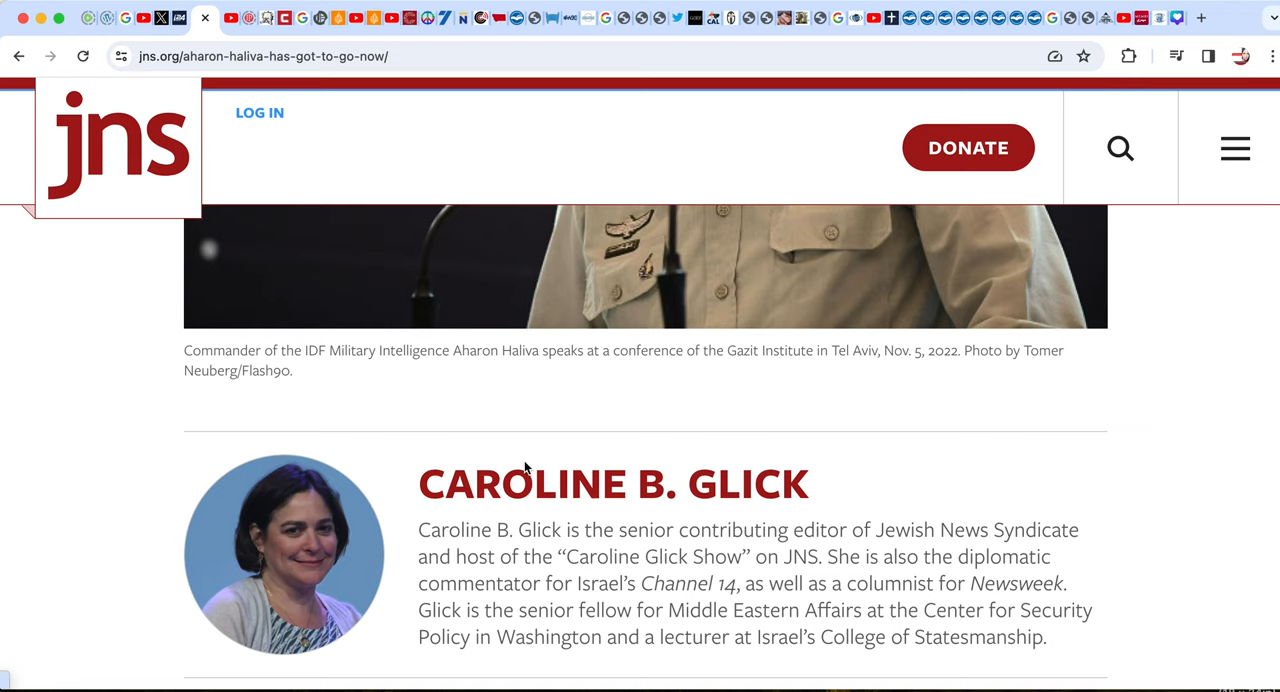 jns.org/aharon-haliva-has-got-to-go-now/
jns
LOG IN
DONATE
Commander of the IDF Military Intelligence Aharon Haliva speaks at a conference of the Gazit Institute in Tel Aviv, Nov. 5, 2022. Photo by Tomer
Neuberg/Flash90.
CAROLINE B. GLICK
Caroline B. Glick is the senior contributing editor of Jewish News Syndicate
and host of the “Caroline Glick Show” on JNS. She is also the diplomatic
commentator for Israel’s Channel 14, as well as a columnist for Newsweek.
Glick is the senior fellow for Middle Eastern Affairs at the Center for Security
Policy in Washington and a lecturer at Israel’s College of Statesmanship.